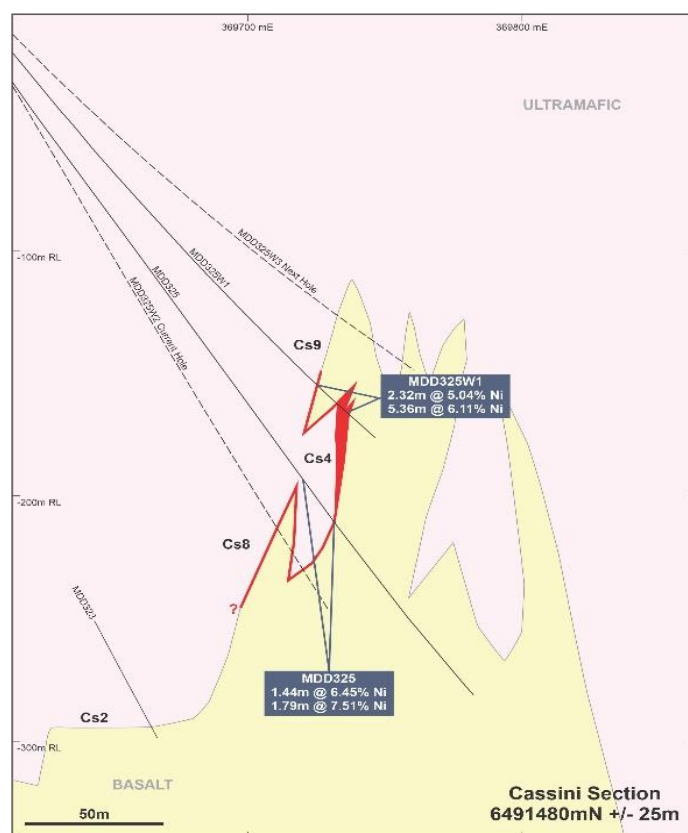 369700 mE
369800 mE
ULTRAMAFIC
-100m RL
MDD325W3 Next Hole
MDD325W1
MDD325
MDD325W2 Current Hole
Cs9
MDD325W1
2.32m @ 5.04% Ni
5.36m @ 6.11% Ni
Cs4
-200m RL
Cs8
?
MDD323
MDD325
1.44m @ 6.45% Ni
1.79m @ 7.51% Ni
Cs2
-300m RL
BASALT
50m
Cassini Section
6491480mN +/- 25m